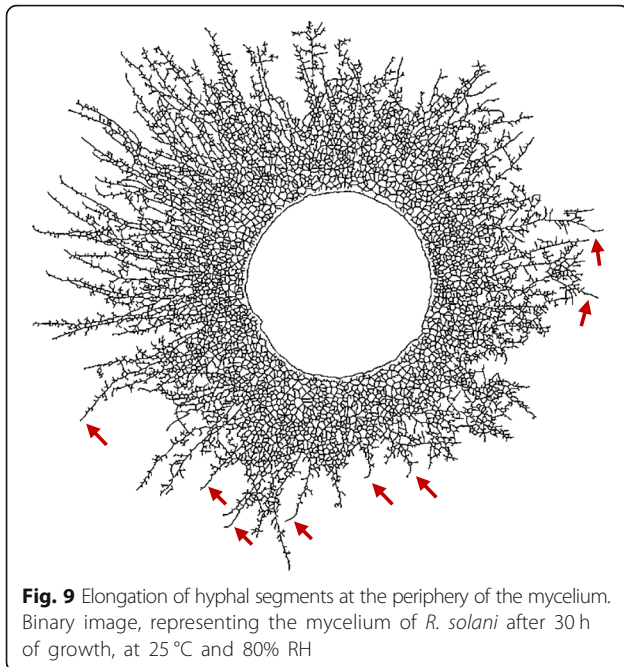 Fig. 9 Elongation of hyphal segments at the periphery of the mycelium.
Binary image, representing the mycelium of R. solani after 30 h
of growth, at 25 °C and 80% RH